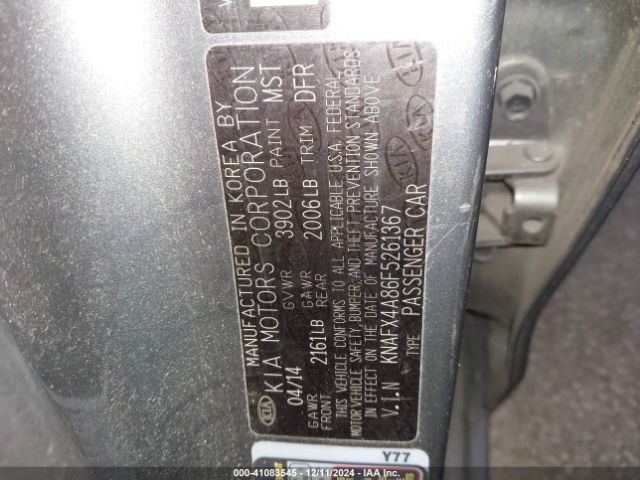 MANUFACTURED IN KOREA BY
KIA KIA MOTORS CORPORATION
04/14 GVWR 3902LB PAINT MST
GAWR FRONT 2161LB GAWR REAR 2006LB TRIM DFR
THIS VEHICLE CONFORMS TO ALL APPLICABLE U.S.A. FEDERAL
MOTOR VEHICLE SAFETY, BUMPER, AND THEFT PREVENTION STANDARDS
IN EFFECT ON THE DATE OF MANUFACTURE SHOWN ABOVE
V.I.N KNAFX4A86F5261367
TYPE PASSENGER CAR
Y77
000-41083545 - 12/11/2024 - IAA Inc.